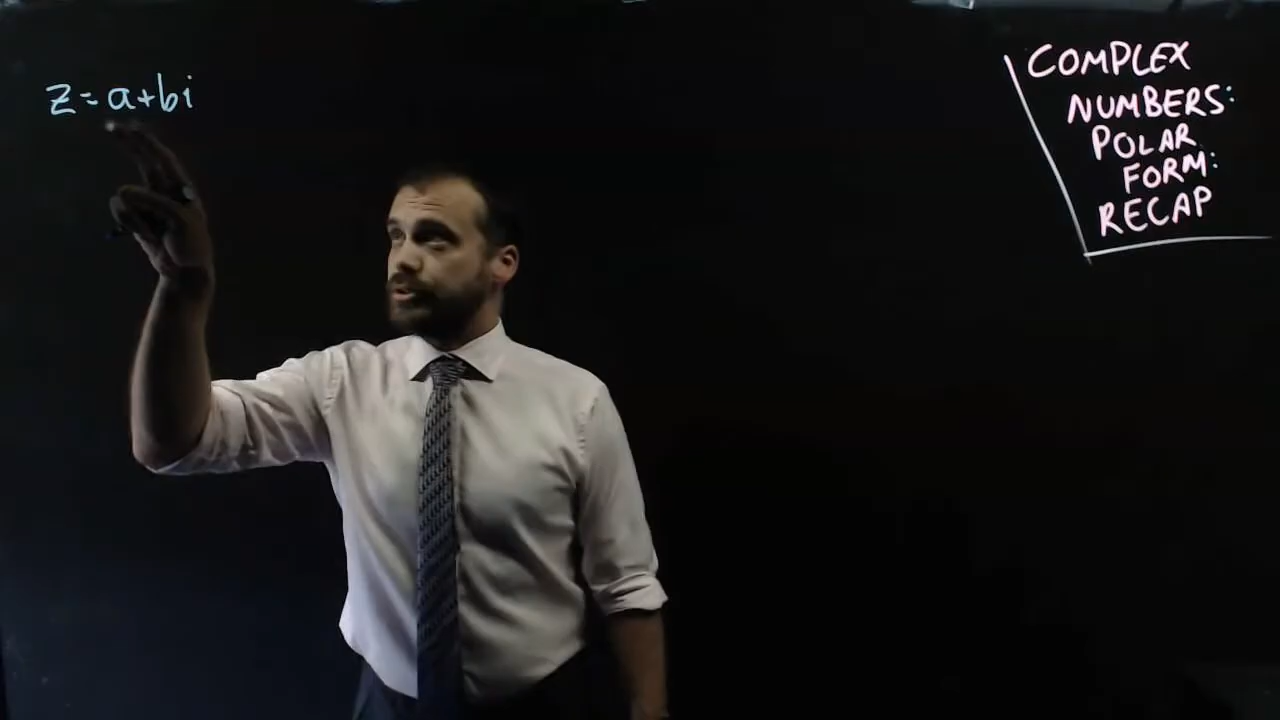 z = a + bi
COMPLEX
NUMBERS:
POLAR
FORM:
RECAP